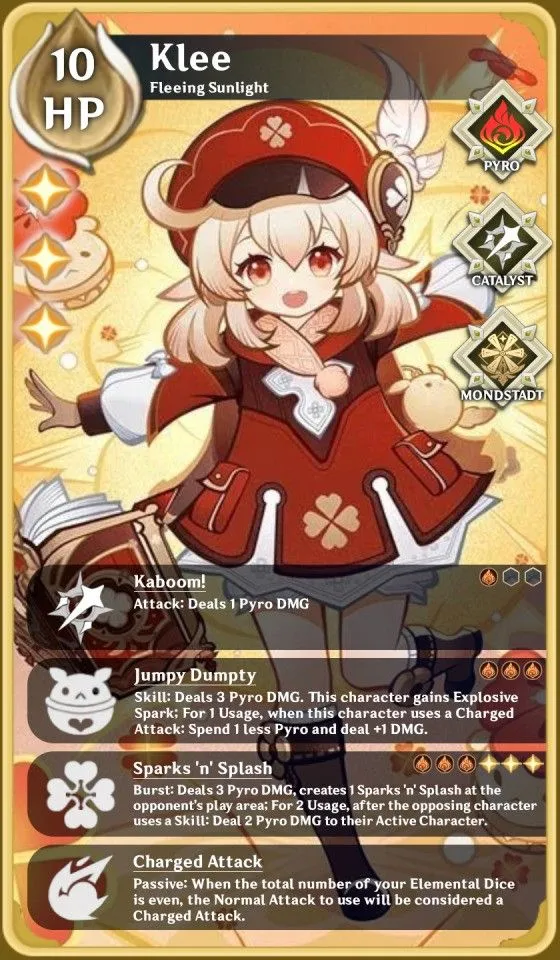 10
HP
Klee
Fleeing Sunlight
PYRO
CATALYST
MONDSTADT
Kaboom!
Attack: Deals 1 Pyro DMG
Jumpy Dumpty
Skill: Deals 3 Pyro DMG. This character gains Explosive
Spark; For 1 Usage, when this character uses a Charged
Attack: Spend 1 less Pyro and deal +1 DMG.
Sparks 'n' Splash
Burst: Deals 3 Pyro DMG, creates 1 Sparks 'n' Splash at the
opponent's play area; For 2 Usage, after the opposing character
uses a Skill: Deal 2 Pyro DMG to their Active Character.
Charged Attack
Passive: When the total number of your Elemental Dice
is even, the Normal Attack to use will be considered a
Charged Attack.